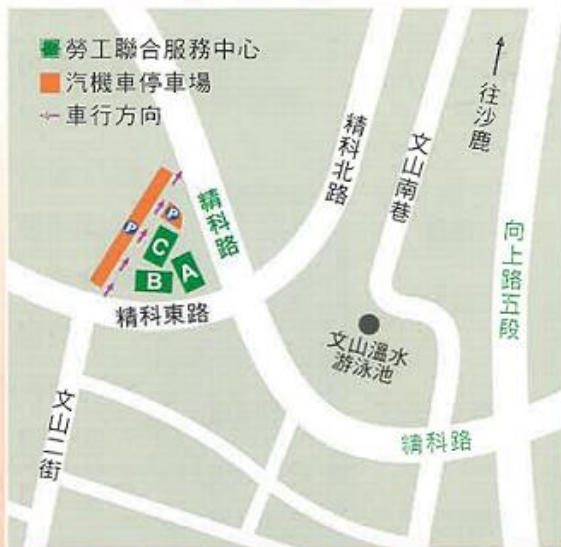 勞工聯合服務中心
汽機車停車場
車行方向
往沙鹿
精科北路
文山南巷
精科路
向上路五段
P
P
C
B
A
精科東路
文山溫水
游泳池
文山二街
精科路